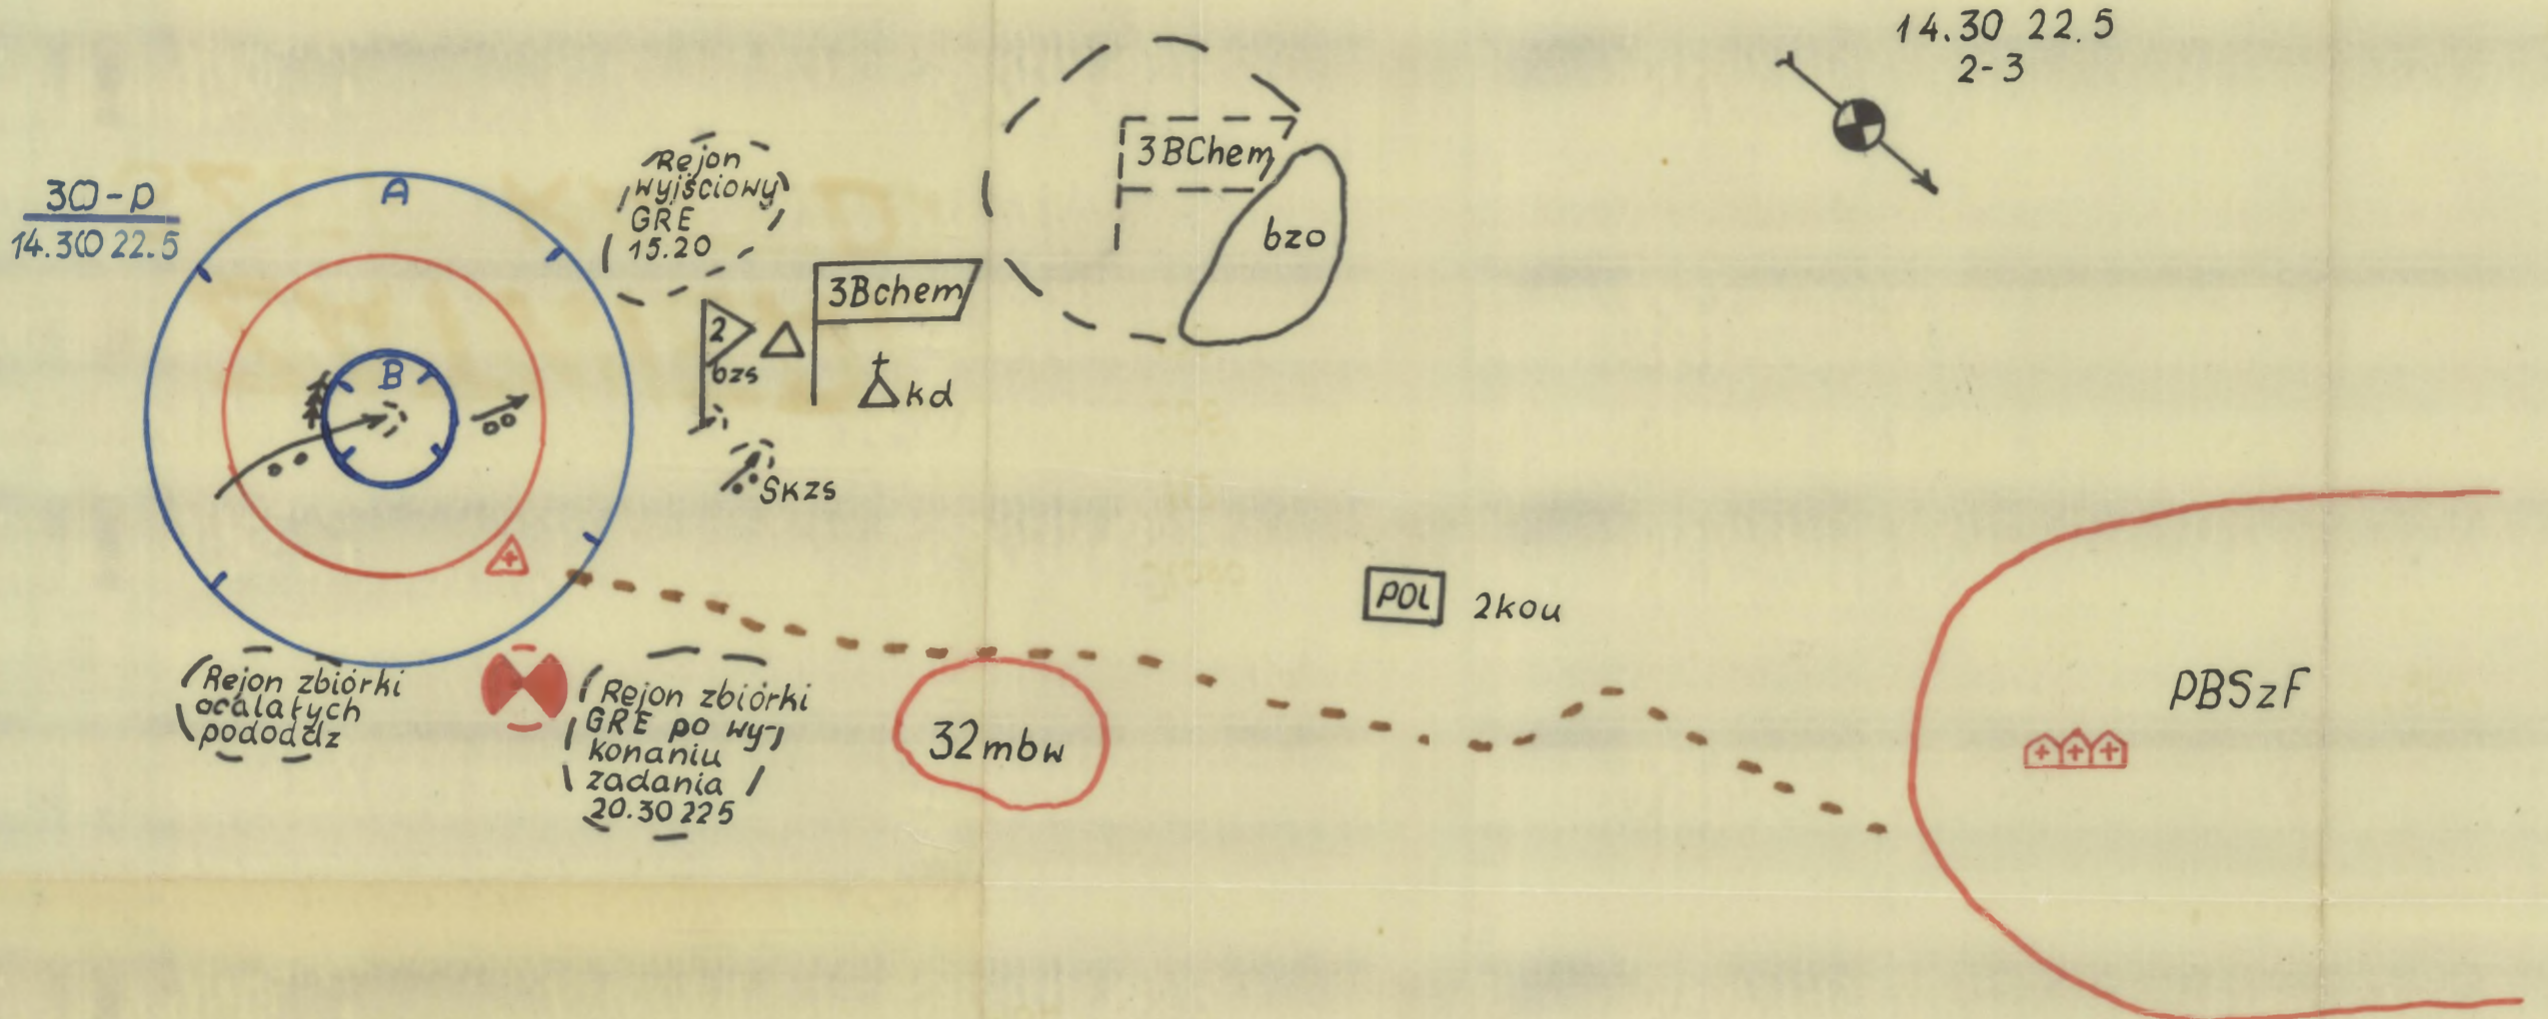 14.30 22.5
2-3
30-p
14.30 22.5
A
B
Rejon
wyjściowy
GRE
15.20
3BChem
bzo
3Bchem
2
bzs
kd
Skzs
POL
2kou
PBSzF
32mbw
Rejon zbiórki
ocalałych
pododdz
Rejon zbiórki
GRE po wy-
konaniu
zadania
20.30 225